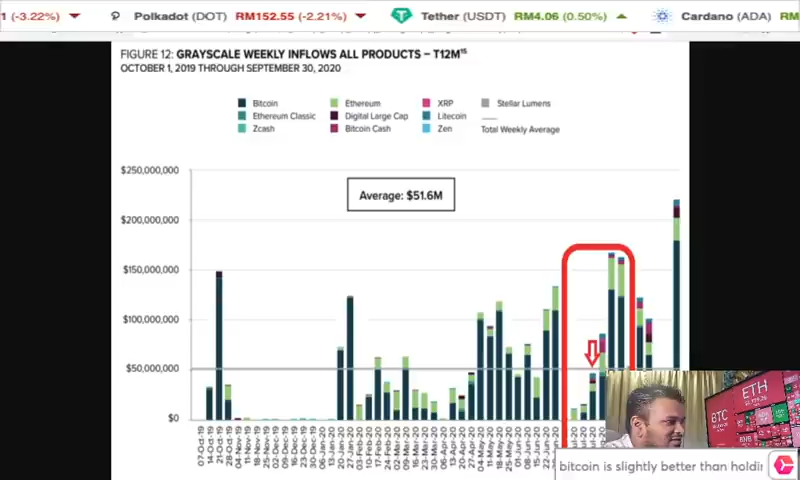 1 (-3.22%) Polkadot (DOT) RM152.55 (-2.21%) Tether (USDT) RM4.06 (0.50%) Cardano (ADA) RM
FIGURE 12: GRAYSCALE WEEKLY INFLOWS ALL PRODUCTS – T12M¹⁵
OCTOBER 1, 2019 THROUGH SEPTEMBER 30, 2020
Bitcoin Ethereum XRP Stellar Lumens
Ethereum Classic Digital Large Cap Litecoin
Zcash Bitcoin Cash Zen Total Weekly Average
$250,000,000
Average: $51.6M
$200,000,000
$150,000,000
$100,000,000
$50,000,000
$0
07-Oct-19 14-Oct-19 21-Oct-19 28-Oct-19 04-Nov-19 11-Nov-19 18-Nov-19 25-Nov-19 02-Dec-19 09-Dec-19 16-Dec-19 23-Dec-19 30-Dec-19 06-Jan-20 13-Jan-20 20-Jan-20 27-Jan-20 03-Feb-20 10-Feb-20 17-Feb-20 24-Feb-20 02-Mar-20 09-Mar-20 16-Mar-20 23-Mar-20 30-Mar-20 06-Apr-20 13-Apr-20 20-Apr-20 27-Apr-20 04-May-20 11-May-20 18-May-20 25-May-20 01-Jun-20 08-Jun-20 15-Jun-20 22-Jun-20
ETH
BTC
bitcoin is slightly better than holdin